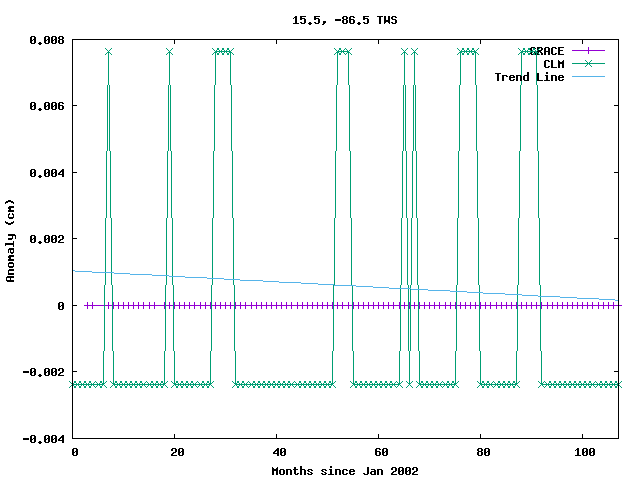 15.5, -86.5 TWS
GRACE
CLM
Trend Line
0.008
0.006
0.004
0.002
0
-0.002
-0.004
Anomaly (cm)
0 20 40 60 80 100
Months since Jan 2002